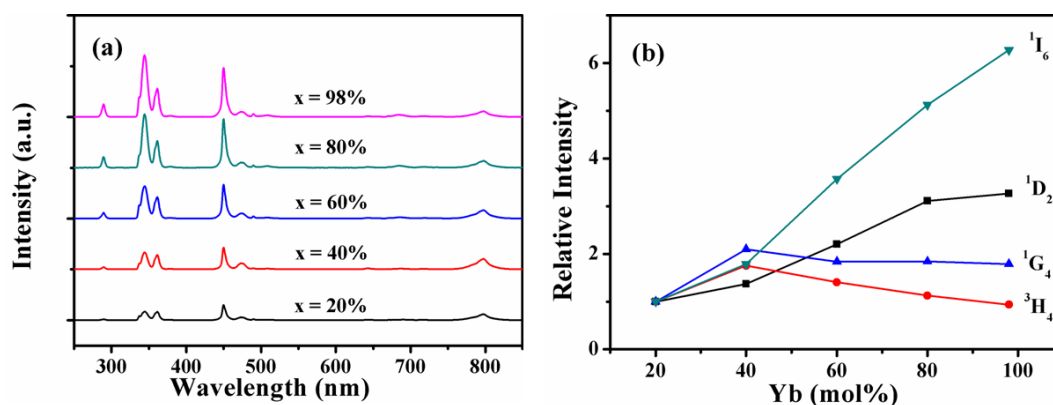 (a)
x = 98%
x = 80%
x = 60%
x = 40%
x = 20%
Intensity (a.u.)
300 400 500 600 700 800
Wavelength (nm)
(b)
¹I₆
¹D₂
¹G₄
³H₄
6
4
2
0
Relative Intensity
20 40 60 80 100
Yb (mol%)